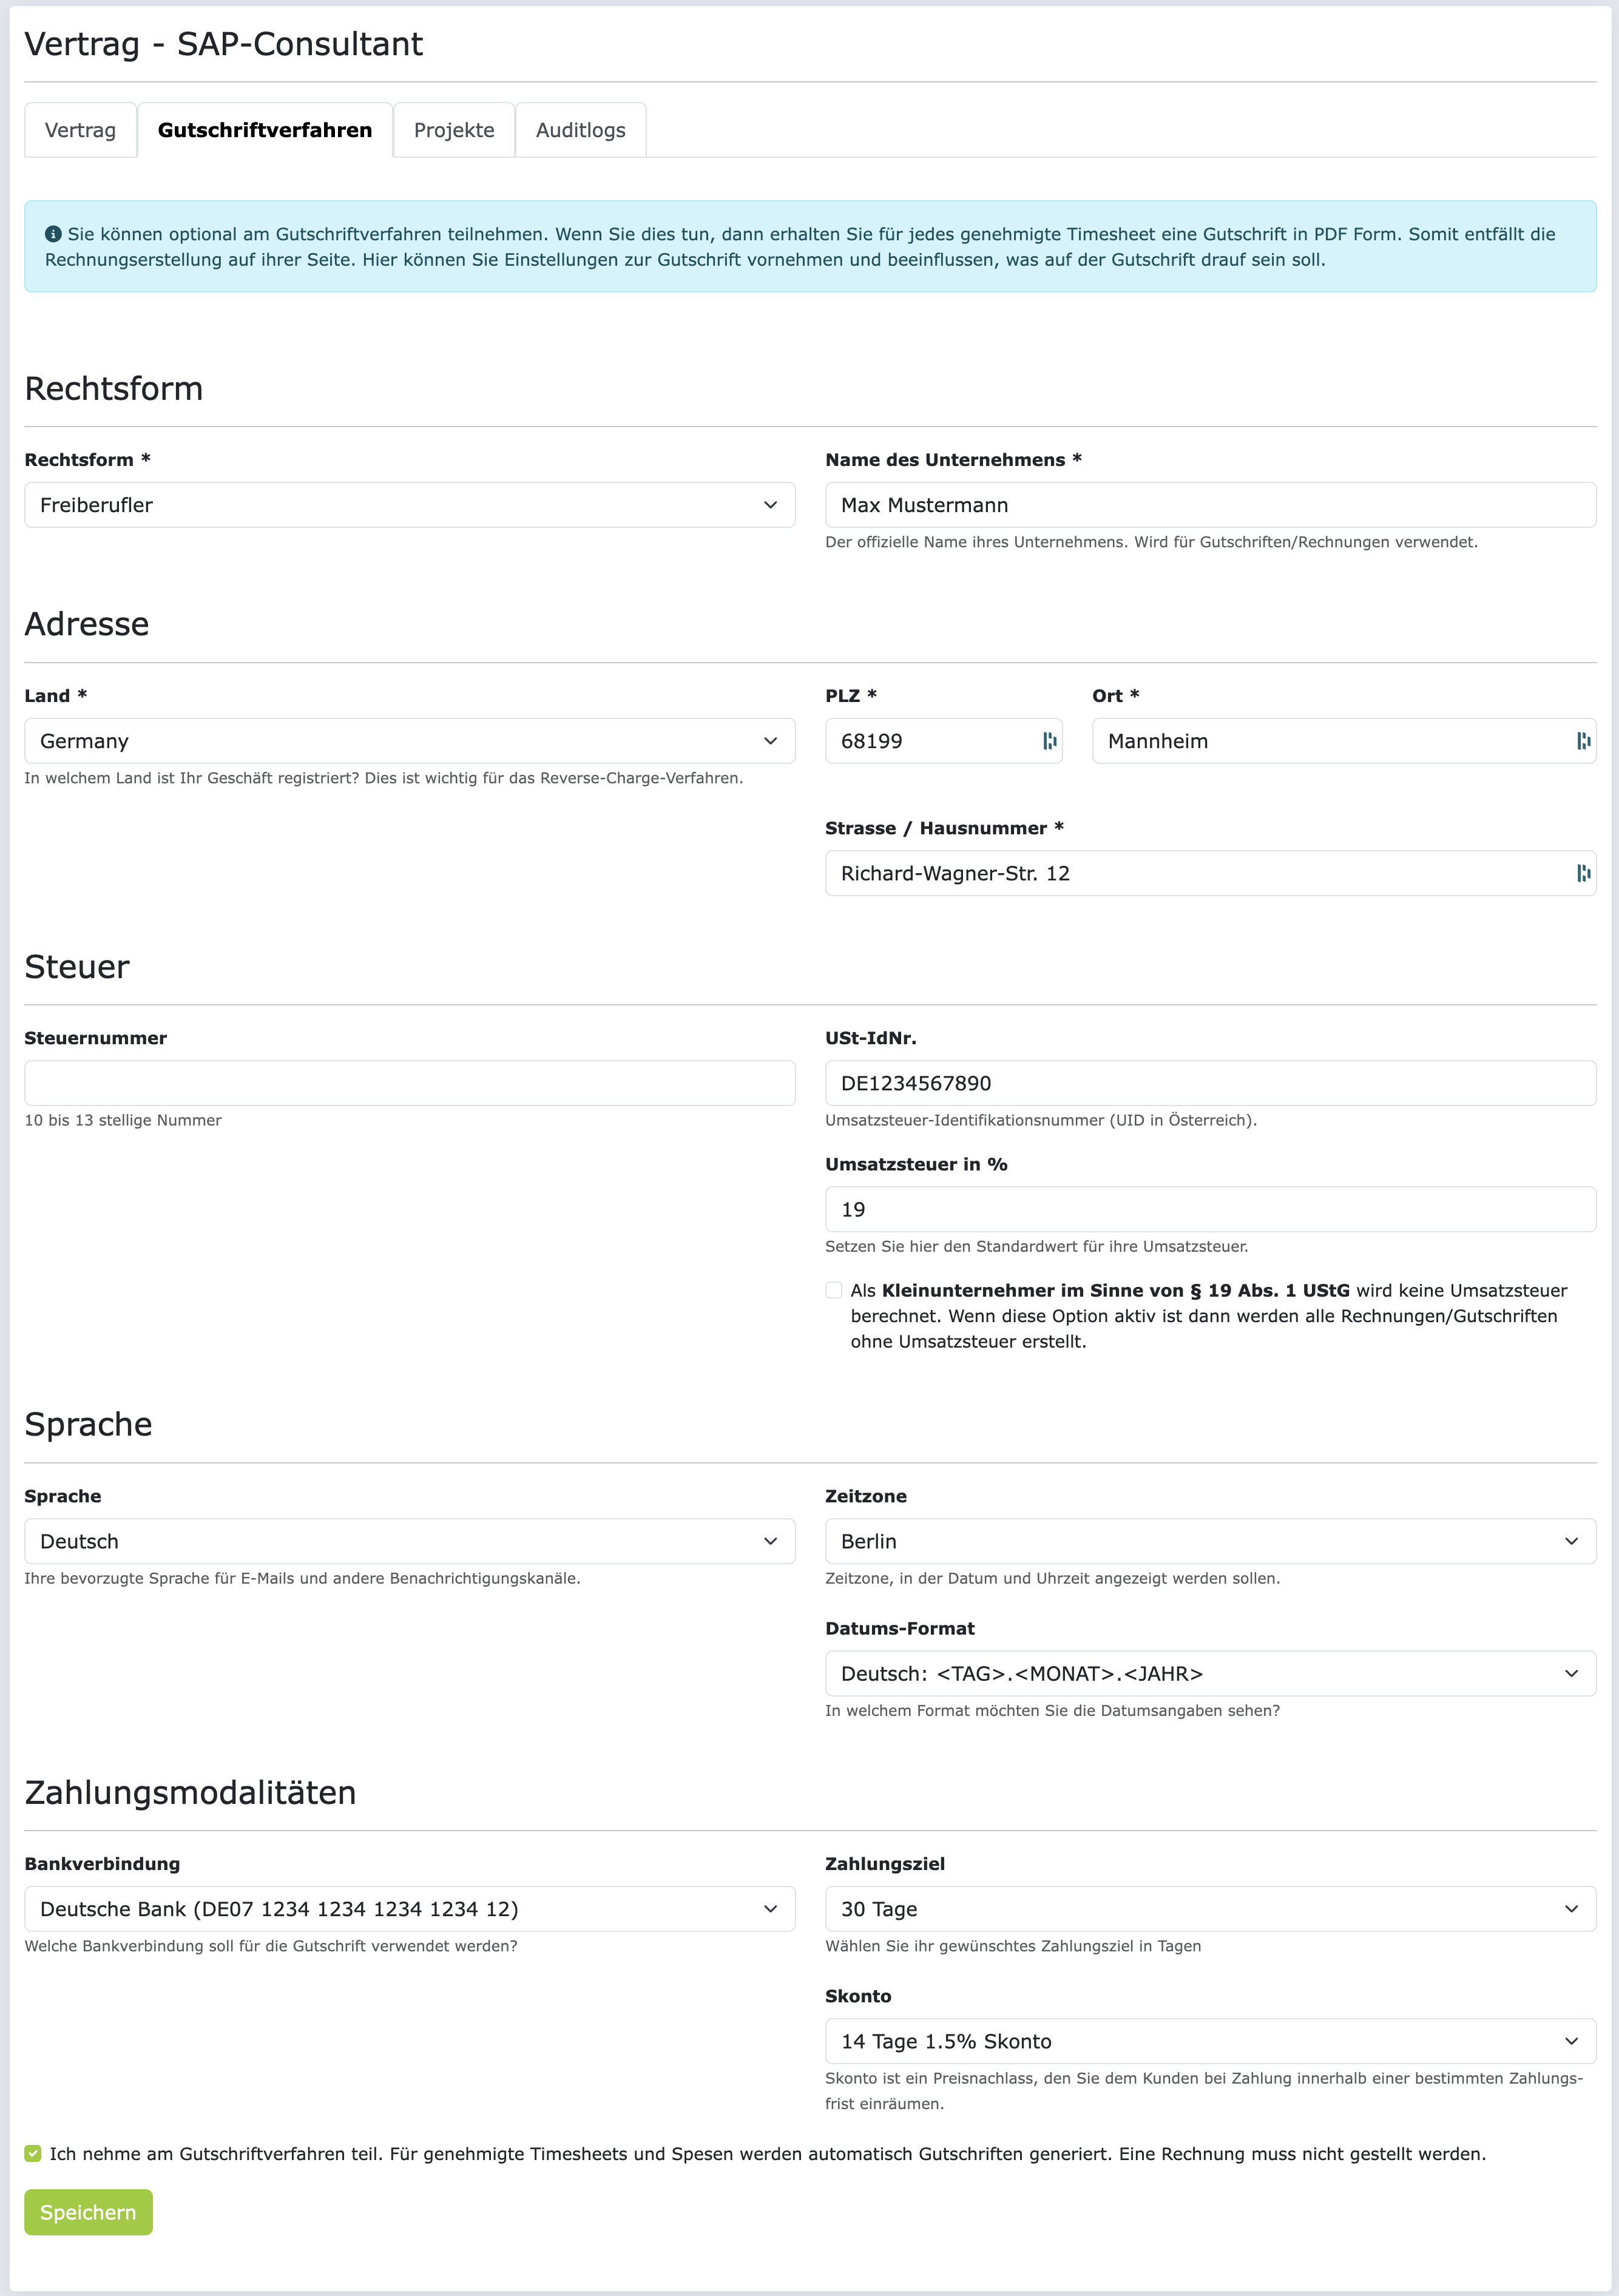 Vertrag - SAP-Consultant
Vertrag
Gutschriftverfahren
Projekte
Auditlogs
Sie können optional am Gutschriftverfahren teilnehmen. Wenn Sie dies tun, dann erhalten Sie für jedes genehmigte Timesheet eine Gutschrift in PDF Form. Somit entfällt die
Rechnungserstellung auf ihrer Seite. Hier können Sie Einstellungen zur Gutschrift vornehmen und beeinflussen, was auf der Gutschrift drauf sein soll.
Rechtsform
Rechtsform *
Freiberufler
Name des Unternehmens *
Max Mustermann
Der offizielle Name ihres Unternehmens. Wird für Gutschriften/Rechnungen verwendet.
Adresse
Land *
Germany
In welchem Land ist Ihr Geschäft registriert? Dies ist wichtig für das Reverse-Charge-Verfahren.
PLZ *
68199
Ort *
Mannheim
Strasse / Hausnummer *
Richard-Wagner-Str. 12
Steuer
Steuernummer
10 bis 13 stellige Nummer
USt-IdNr.
DE1234567890
Umsatzsteuer-Identifikationsnummer (UID in Österreich).
Umsatzsteuer in %
19
Setzen Sie hier den Standardwert für ihre Umsatzsteuer.
Als Kleinunternehmer im Sinne von § 19 Abs. 1 UStG wird keine Umsatzsteuer
berechnet. Wenn diese Option aktiv ist dann werden alle Rechnungen/Gutschriften
ohne Umsatzsteuer erstellt.
Sprache
Sprache
Deutsch
Ihre bevorzugte Sprache für E-Mails und andere Benachrichtigungskanäle.
Zeitzone
Berlin
Zeitzone, in der Datum und Uhrzeit angezeigt werden sollen.
Datums-Format
Deutsch: <TAG>.<MONAT>.<JAHR>
In welchem Format möchten Sie die Datumsangaben sehen?
Zahlungsmodalitäten
Bankverbindung
Deutsche Bank (DE07 1234 1234 1234 1234 12)
Welche Bankverbindung soll für die Gutschrift verwendet werden?
Zahlungsziel
30 Tage
Wählen Sie ihr gewünschtes Zahlungsziel in Tagen
Skonto
14 Tage 1.5% Skonto
Skonto ist ein Preisnachlass, den Sie dem Kunden bei Zahlung innerhalb einer bestimmten Zahlungs-
frist einräumen.
Ich nehme am Gutschriftverfahren teil. Für genehmigte Timesheets und Spesen werden automatisch Gutschriften generiert. Eine Rechnung muss nicht gestellt werden.
Speichern